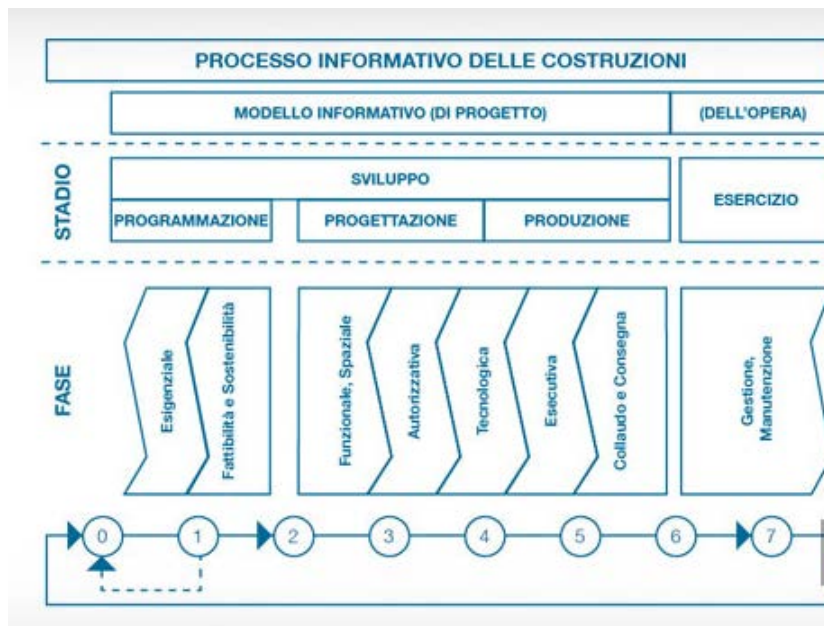 PROCESSO INFORMATIVO DELLE COSTRUZIONI
MODELLO INFORMATIVO (DI PROGETTO)
(DELL'OPERA)
STADIO
SVILUPPO
PROGRAMMAZIONE
PROGETTAZIONE
PRODUZIONE
ESERCIZIO
FASE
Esigenziale
Fattibilità e Sostenibilità
Funzionale, Spaziale
Autorizzativa
Tecnologica
Esecutiva
Collaudo e Consegna
Gestione,
Manutenzione
0 1 2 3 4 5 6 7